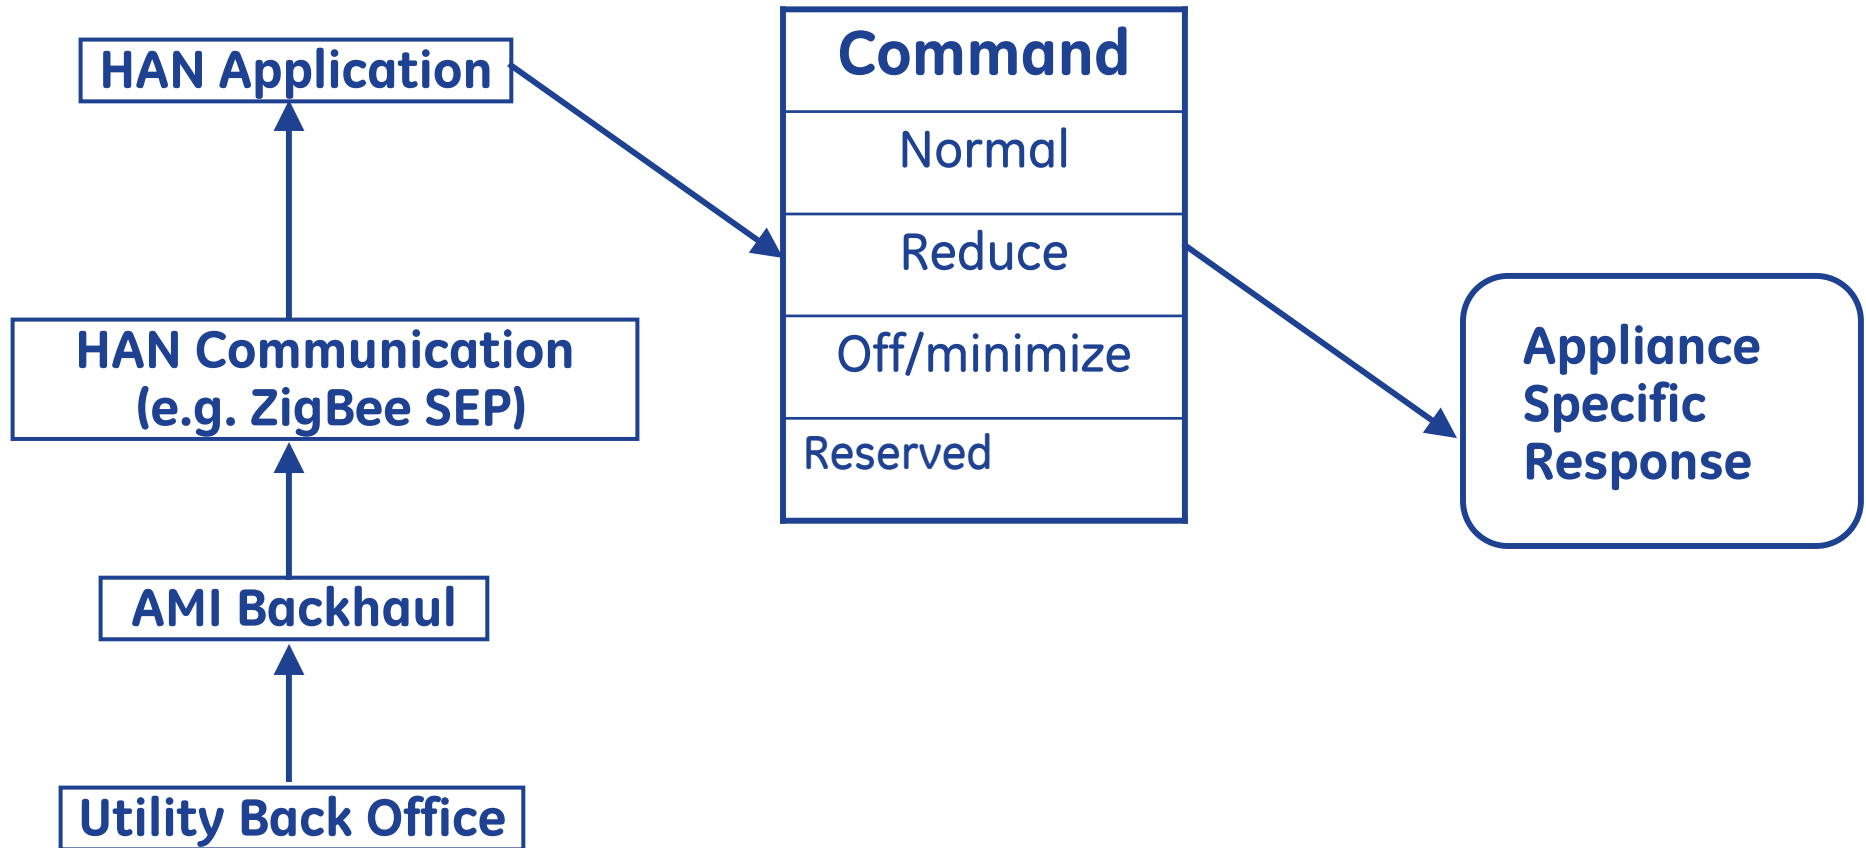 HAN Application
HAN Communication
(e.g. ZigBee SEP)
AMI Backhaul
Utility Back Office
Command
Normal
Reduce
Off/minimize
Reserved
Appliance
Specific
Response